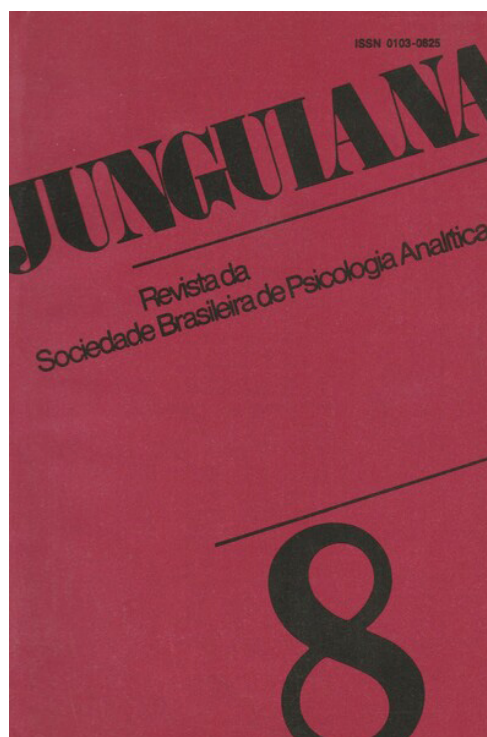 ISSN 0103-0825
JUNGUIANA
Revista da
Sociedade Brasileira de Psicologia Analítica
8